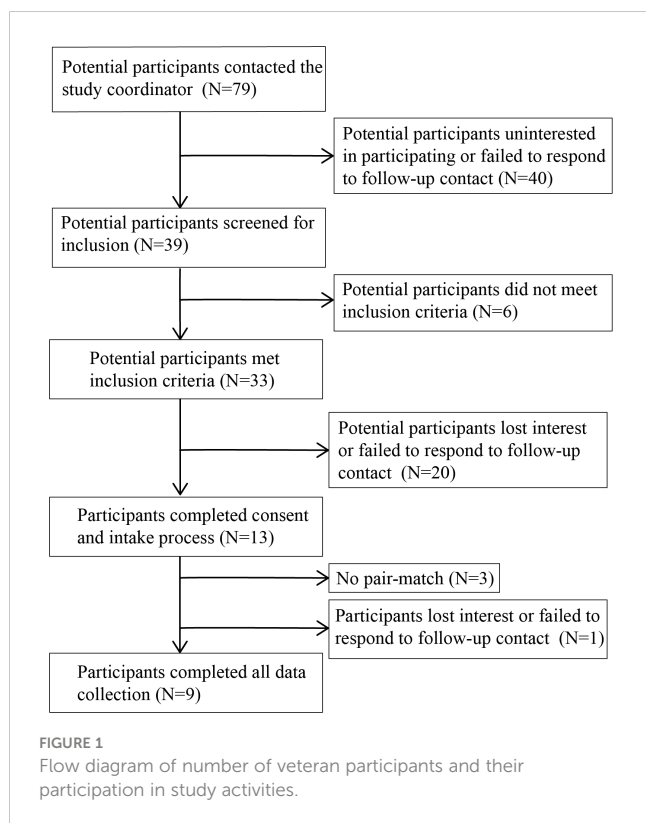 Potential participants contacted the
study coordinator (N=79)
Potential participants uninterested
in participating or failed to respond
to follow-up contact (N=40)
Potential participants screened for
inclusion (N=39)
Potential participants did not meet
inclusion criteria (N=6)
Potential participants met
inclusion criteria (N=33)
Potential participants lost interest
or failed to respond to follow-up
contact (N=20)
Participants completed consent
and intake process (N=13)
No pair-match (N=3)
Participants lost interest or failed to
respond to follow-up contact (N=1)
Participants completed all data
collection (N=9)
FIGURE 1
Flow diagram of number of veteran participants and their
participation in study activities.